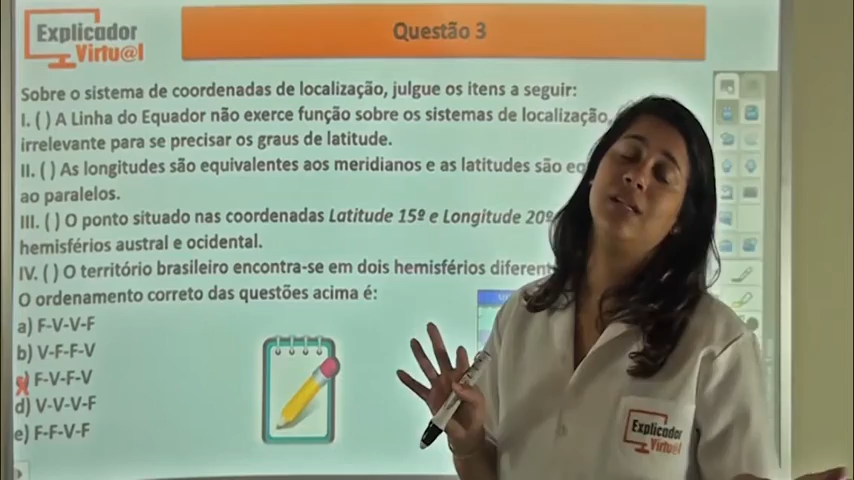 Explicador
Virtu@l
Questão 3
Sobre o sistema de coordenadas de localização, julgue os itens a seguir:
I. ( ) A Linha do Equador não exerce função sobre os sistemas de localização,
irrelevante para se precisar os graus de latitude.
II. ( ) As longitudes são equivalentes aos meridianos e as latitudes são
ao paralelos.
III. ( ) O ponto situado nas coordenadas Latitude 15º e Longitude 20º
hemisférios austral e ocidental.
IV. ( ) O território brasileiro encontra-se em dois hemisférios
O ordenamento correto das questões acima é:
a) F-V-V-F
b) V-F-F-V
F-V-F-V
d) V-V-V-F
e) F-F-V-F
Explicador
Virtu@l